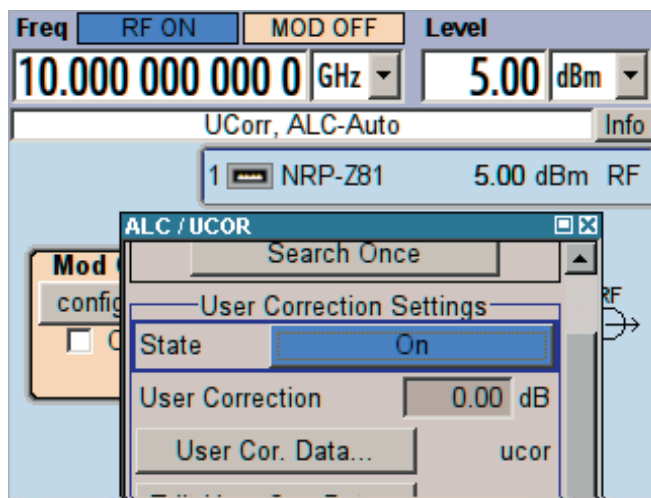 Freq RF ON MOD OFF Level
10.000 000 000 0 GHz 5.00 dBm
UCorr, ALC-Auto Info
1 NRP-Z81 5.00 dBm RF
ALC / UCOR
Mod
Search Once
config
RF
User Correction Settings
State On
User Correction 0.00 dB
User Cor. Data... ucor